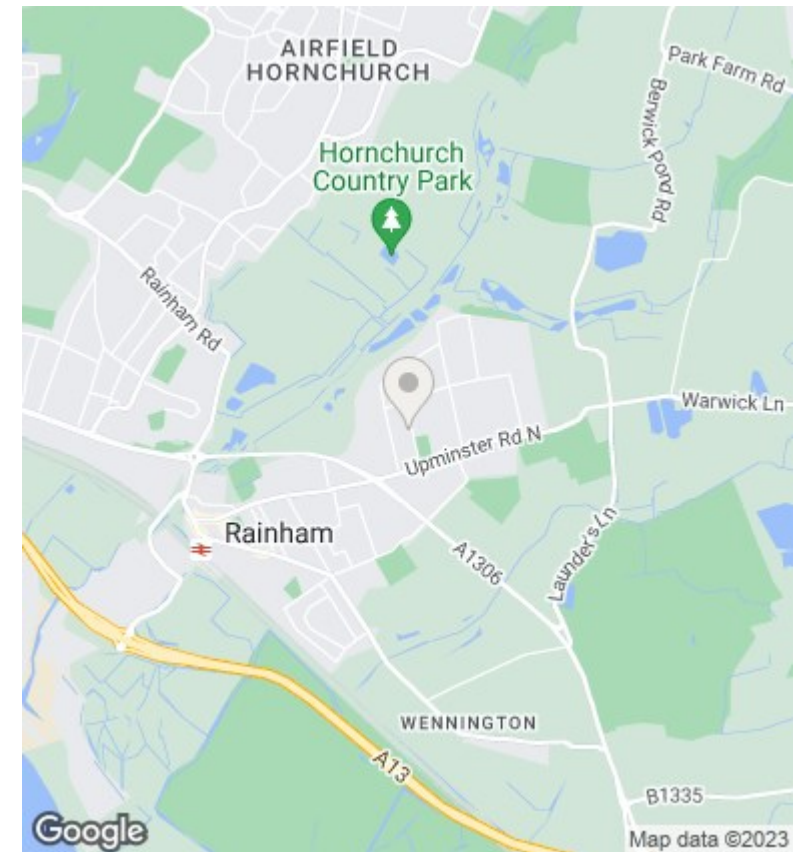 AIRFIELD
HORNCHURCH
Park Farm Rd
Berwick Pond Rd
Hornchurch
Country Park
Rainham Rd
Warwick Ln
Upminster Rd N
Rainham
A1306
Launder's Ln
WENNINGTON
A13
B1335
Google
Map data ©2023